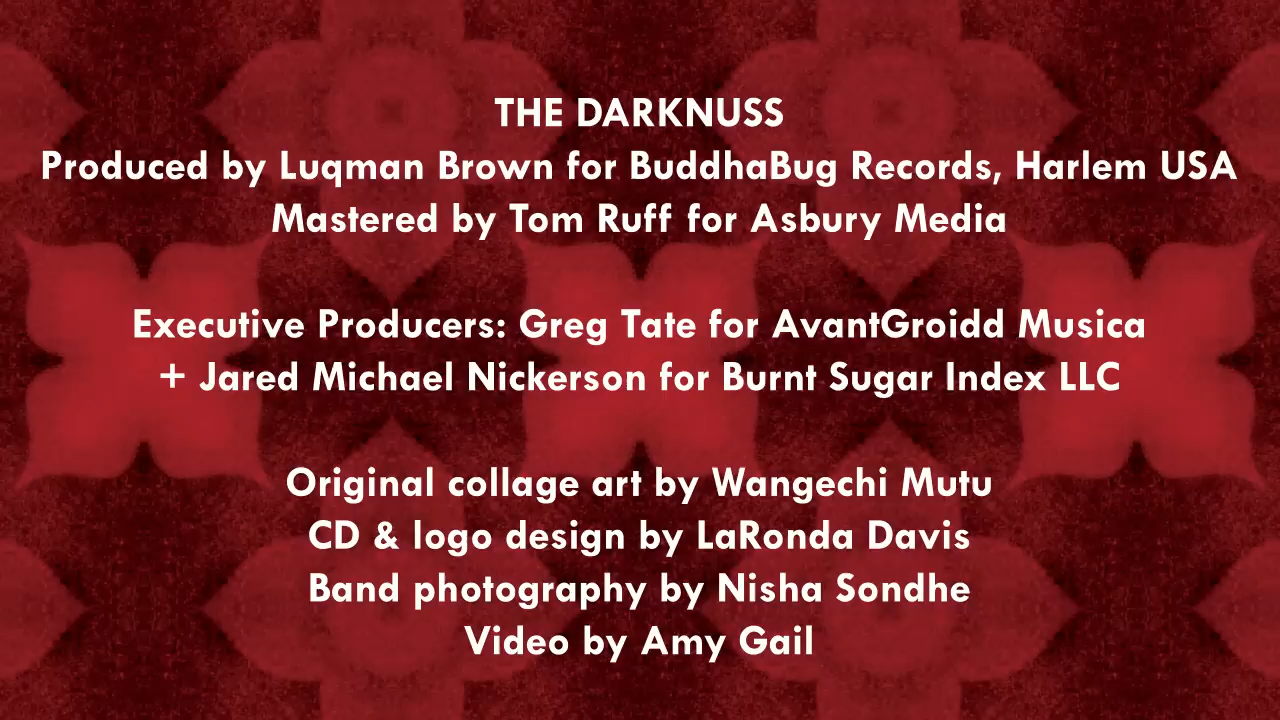 THE DARKNUSS
Produced by Luqman Brown for BuddhaBug Records, Harlem USA
Mastered by Tom Ruff for Asbury Media
Executive Producers: Greg Tate for AvantGroidd Musica
+ Jared Michael Nickerson for Burnt Sugar Index LLC
Original collage art by Wangechi Mutu
CD & logo design by LaRonda Davis
Band photography by Nisha Sondhe
Video by Amy Gail